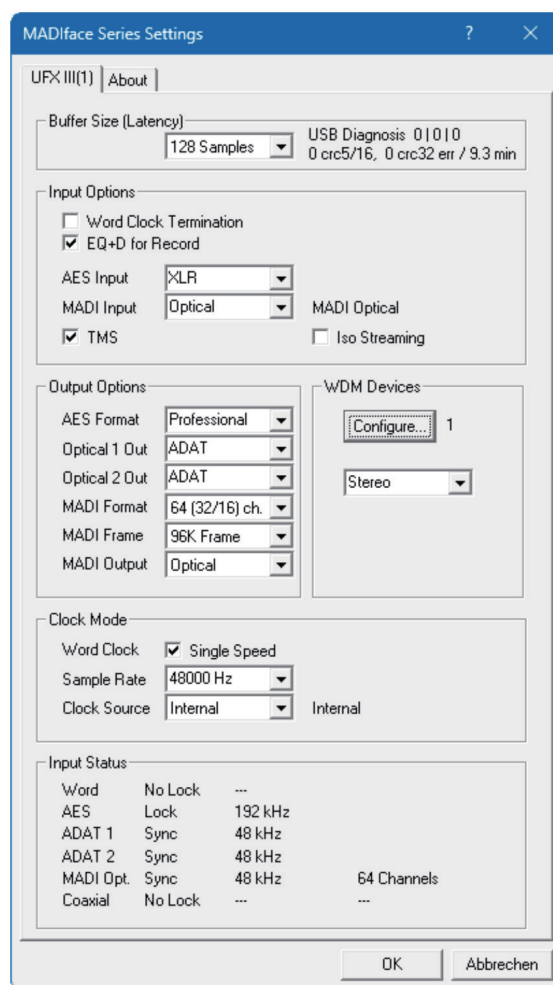 MADIface Series Settings ? ×
UFX III(1) About
Buffer Size (Latency)
128 Samples
USB Diagnosis 0|0|0
0 crc5/16, 0 crc32 err / 9.3 min
Input Options
Word Clock Termination
EQ+D for Record
AES Input XLR
MADI Input Optical MADI Optical
TMS Iso Streaming
Output Options
AES Format Professional
Optical 1 Out ADAT
Optical 2 Out ADAT
MADI Format 64 (32/16) ch.
MADI Frame 96K Frame
MADI Output Optical
WDM Devices
Configure... 1
Stereo
Clock Mode
Word Clock Single Speed
Sample Rate 48000 Hz
Clock Source Internal Internal
Input Status
Word No Lock ---
AES Lock 192 kHz
ADAT 1 Sync 48 kHz
ADAT 2 Sync 48 kHz
MADI Opt. Sync 48 kHz 64 Channels
Coaxial No Lock --- ---
OK Abbrechen